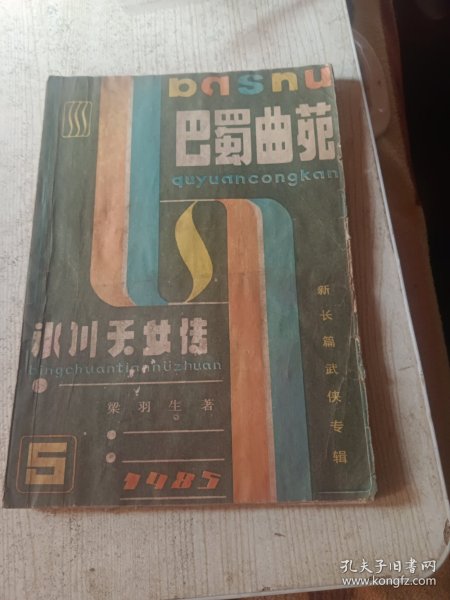 bashu
巴蜀曲苑
quyuancongkan
新长篇武侠专辑
冰川天女传
bingchuantiannüzhuan
梁羽生著
5
1985
孔夫子旧书网
www.kongfz.com